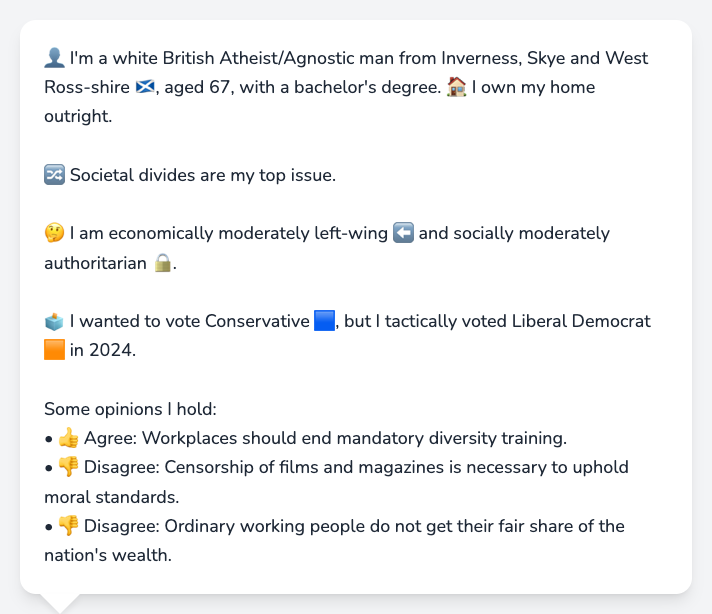 👤 I'm a white British Atheist/Agnostic man from Inverness, Skye and West
Ross-shire 🏴󠁧󠁢󠁳󠁣󠁴󠁿, aged 67, with a bachelor's degree. 🏠 I own my home
outright.
🔀 Societal divides are my top issue.
🤔 I am economically moderately left-wing ⬅️ and socially moderately
authoritarian 🔒.
🗳️ I wanted to vote Conservative 🟦, but I tactically voted Liberal Democrat
🟧 in 2024.
Some opinions I hold:
• 👍 Agree: Workplaces should end mandatory diversity training.
• 👎 Disagree: Censorship of films and magazines is necessary to uphold
moral standards.
• 👎 Disagree: Ordinary working people do not get their fair share of the
nation's wealth.